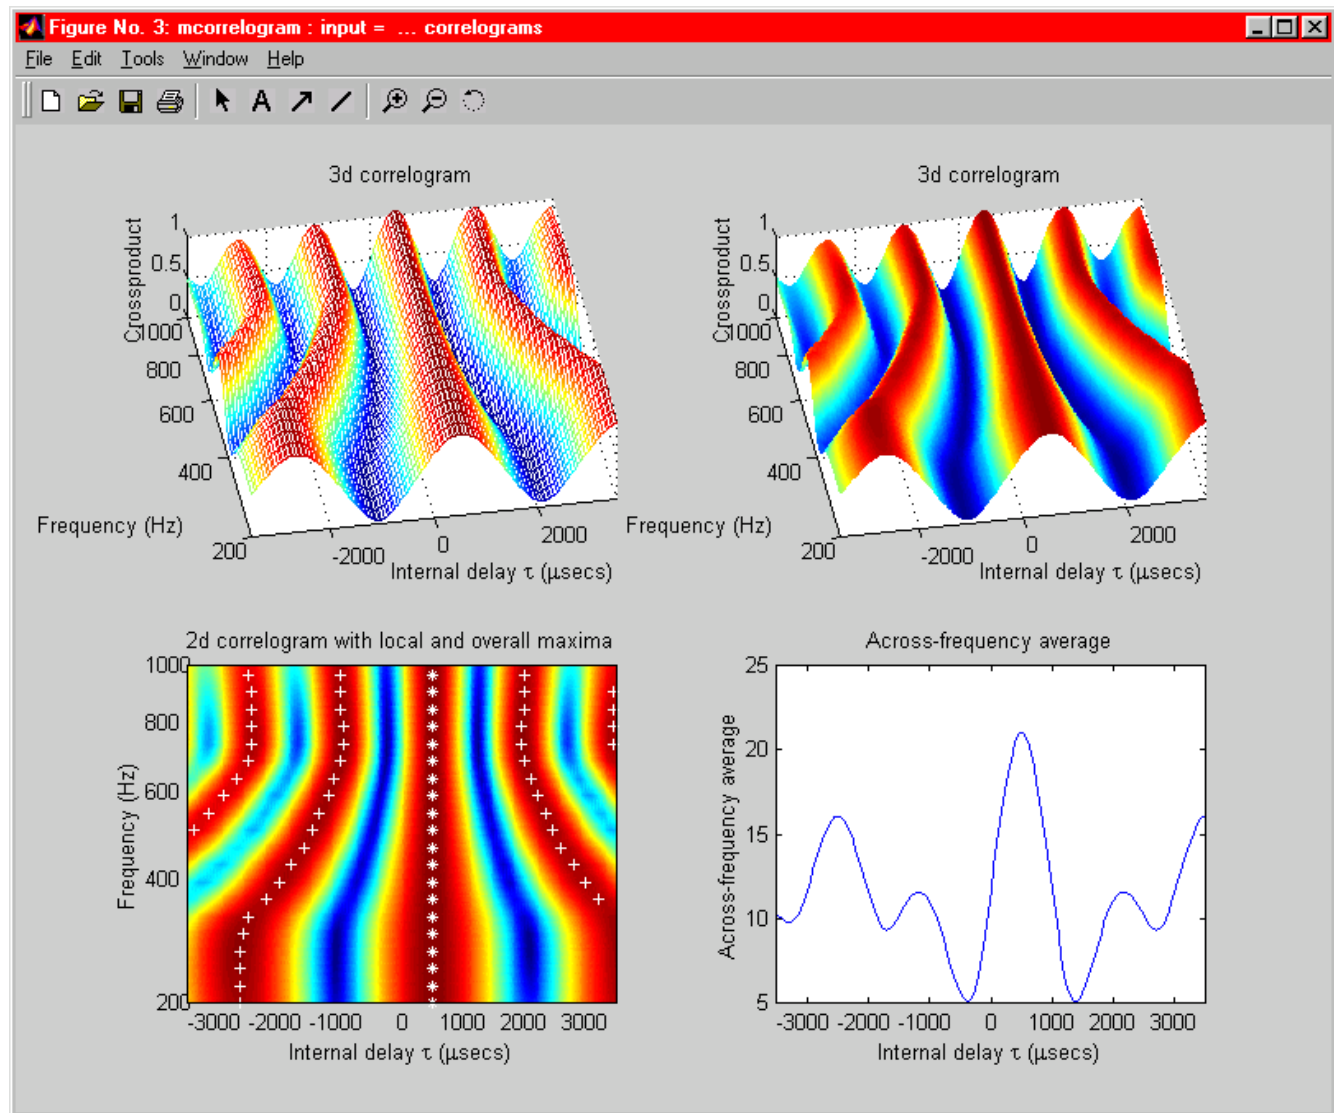 Figure No. 3: mcorrelogram : input = ... correlograms
File Edit Tools Window Help
A
3d correlogram
Crossproduct
1
0.5
0
1000
800
600
400
200
Frequency (Hz)
-2000
0
2000
Internal delay τ (μsecs)
3d correlogram
Crossproduct
1
0.5
0
1000
800
600
400
200
Frequency (Hz)
-2000
0
2000
Internal delay τ (μsecs)
2d correlogram with local and overall maxima
Frequency (Hz)
1000
800
600
400
200
-3000 -2000 -1000 0 1000 2000 3000
Internal delay τ (μsecs)
Across-frequency average
Across-frequency average
25
20
15
10
5
-3000 -2000 -1000 0 1000 2000 3000
Internal delay τ (μsecs)